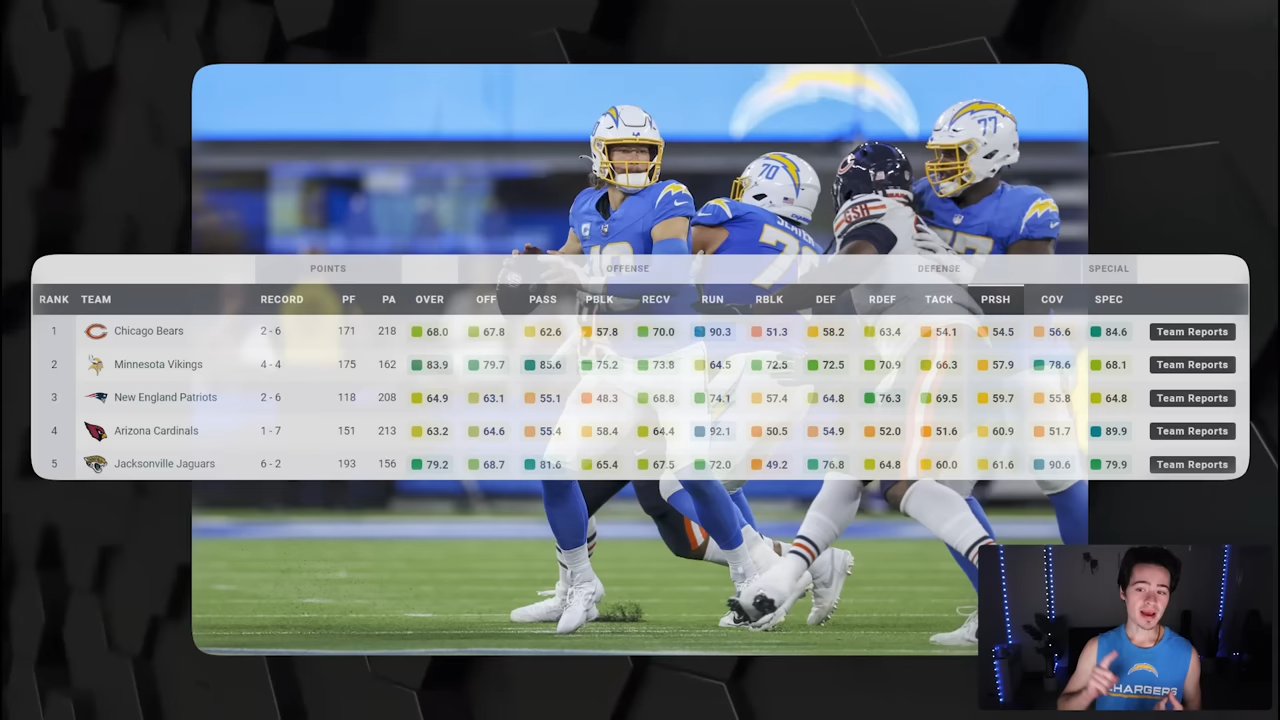 77
70
GSH
SLATER
POINTS OFFENSE DEFENSE SPECIAL
RANK TEAM RECORD PF PA OVER OFF PASS PBLK RECV RUN RBLK DEF RDEF TACK PRSH COV SPEC
1 Chicago Bears 2 - 6 171 218 68.0 67.8 62.6 57.8 70.0 90.3 51.3 58.2 63.4 54.1 54.5 56.6 84.6 Team Reports
2 Minnesota Vikings 4 - 4 175 162 83.9 79.7 85.6 75.2 73.8 64.5 72.5 72.5 70.9 66.3 57.9 78.6 68.1 Team Reports
3 New England Patriots 2 - 6 118 208 64.9 63.1 55.1 48.3 68.8 74.1 57.4 64.8 76.3 69.5 59.7 55.8 64.8 Team Reports
4 Arizona Cardinals 1 - 7 151 213 63.2 64.6 55.4 58.4 64.4 92.1 50.5 54.9 52.0 51.6 60.9 51.7 89.9 Team Reports
5 Jacksonville Jaguars 6 - 2 193 156 79.2 68.7 81.6 65.4 67.5 72.0 49.2 76.8 64.8 60.0 61.6 90.6 79.9 Team Reports
CHARGERS